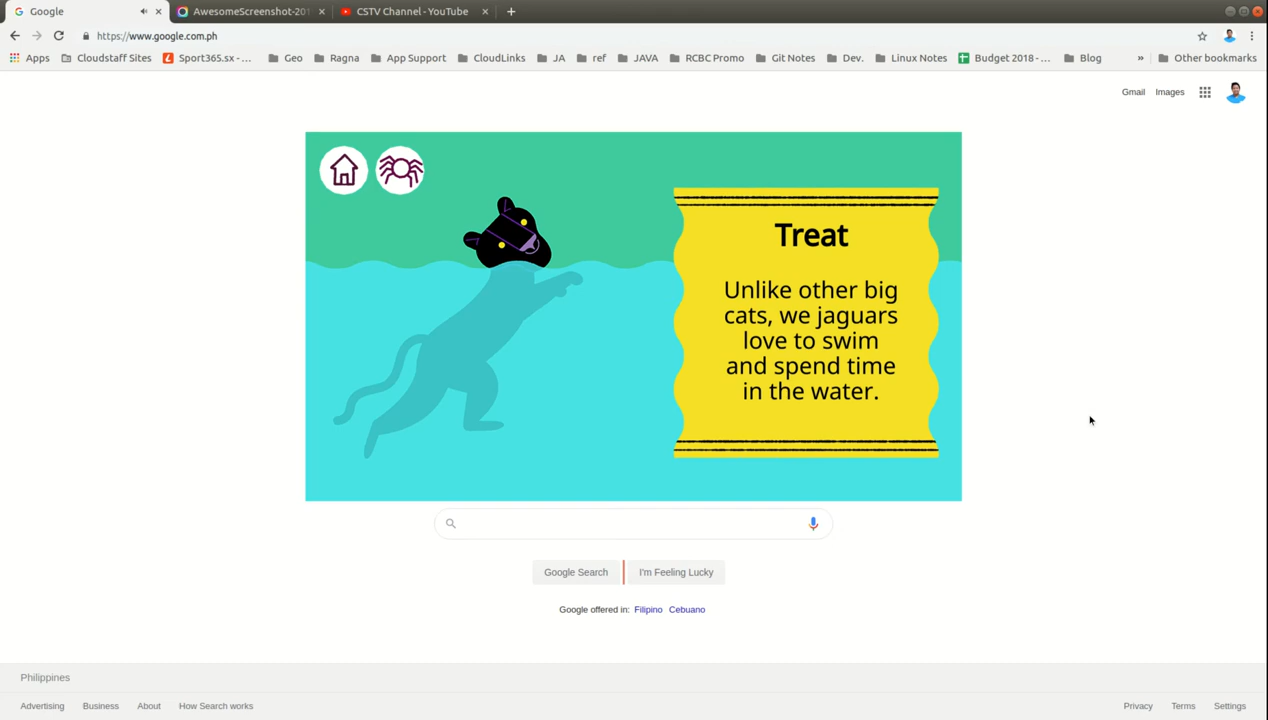 Google
AwesomeScreenshot-201
CSTV Channel - YouTube
https://www.google.com.ph
Apps
Cloudstaff Sites
Sport365.sx - ...
Geo
Ragna
App Support
CloudLinks
JA
ref
JAVA
RCBC Promo
Git Notes
Dev.
Linux Notes
Budget 2018 - ...
Blog
»
Other bookmarks
Gmail
Images
Treat
Unlike other big
cats, we jaguars
love to swim
and spend time
in the water.
Google Search
I'm Feeling Lucky
Google offered in: Filipino Cebuano
Philippines
Advertising
Business
About
How Search works
Privacy
Terms
Settings